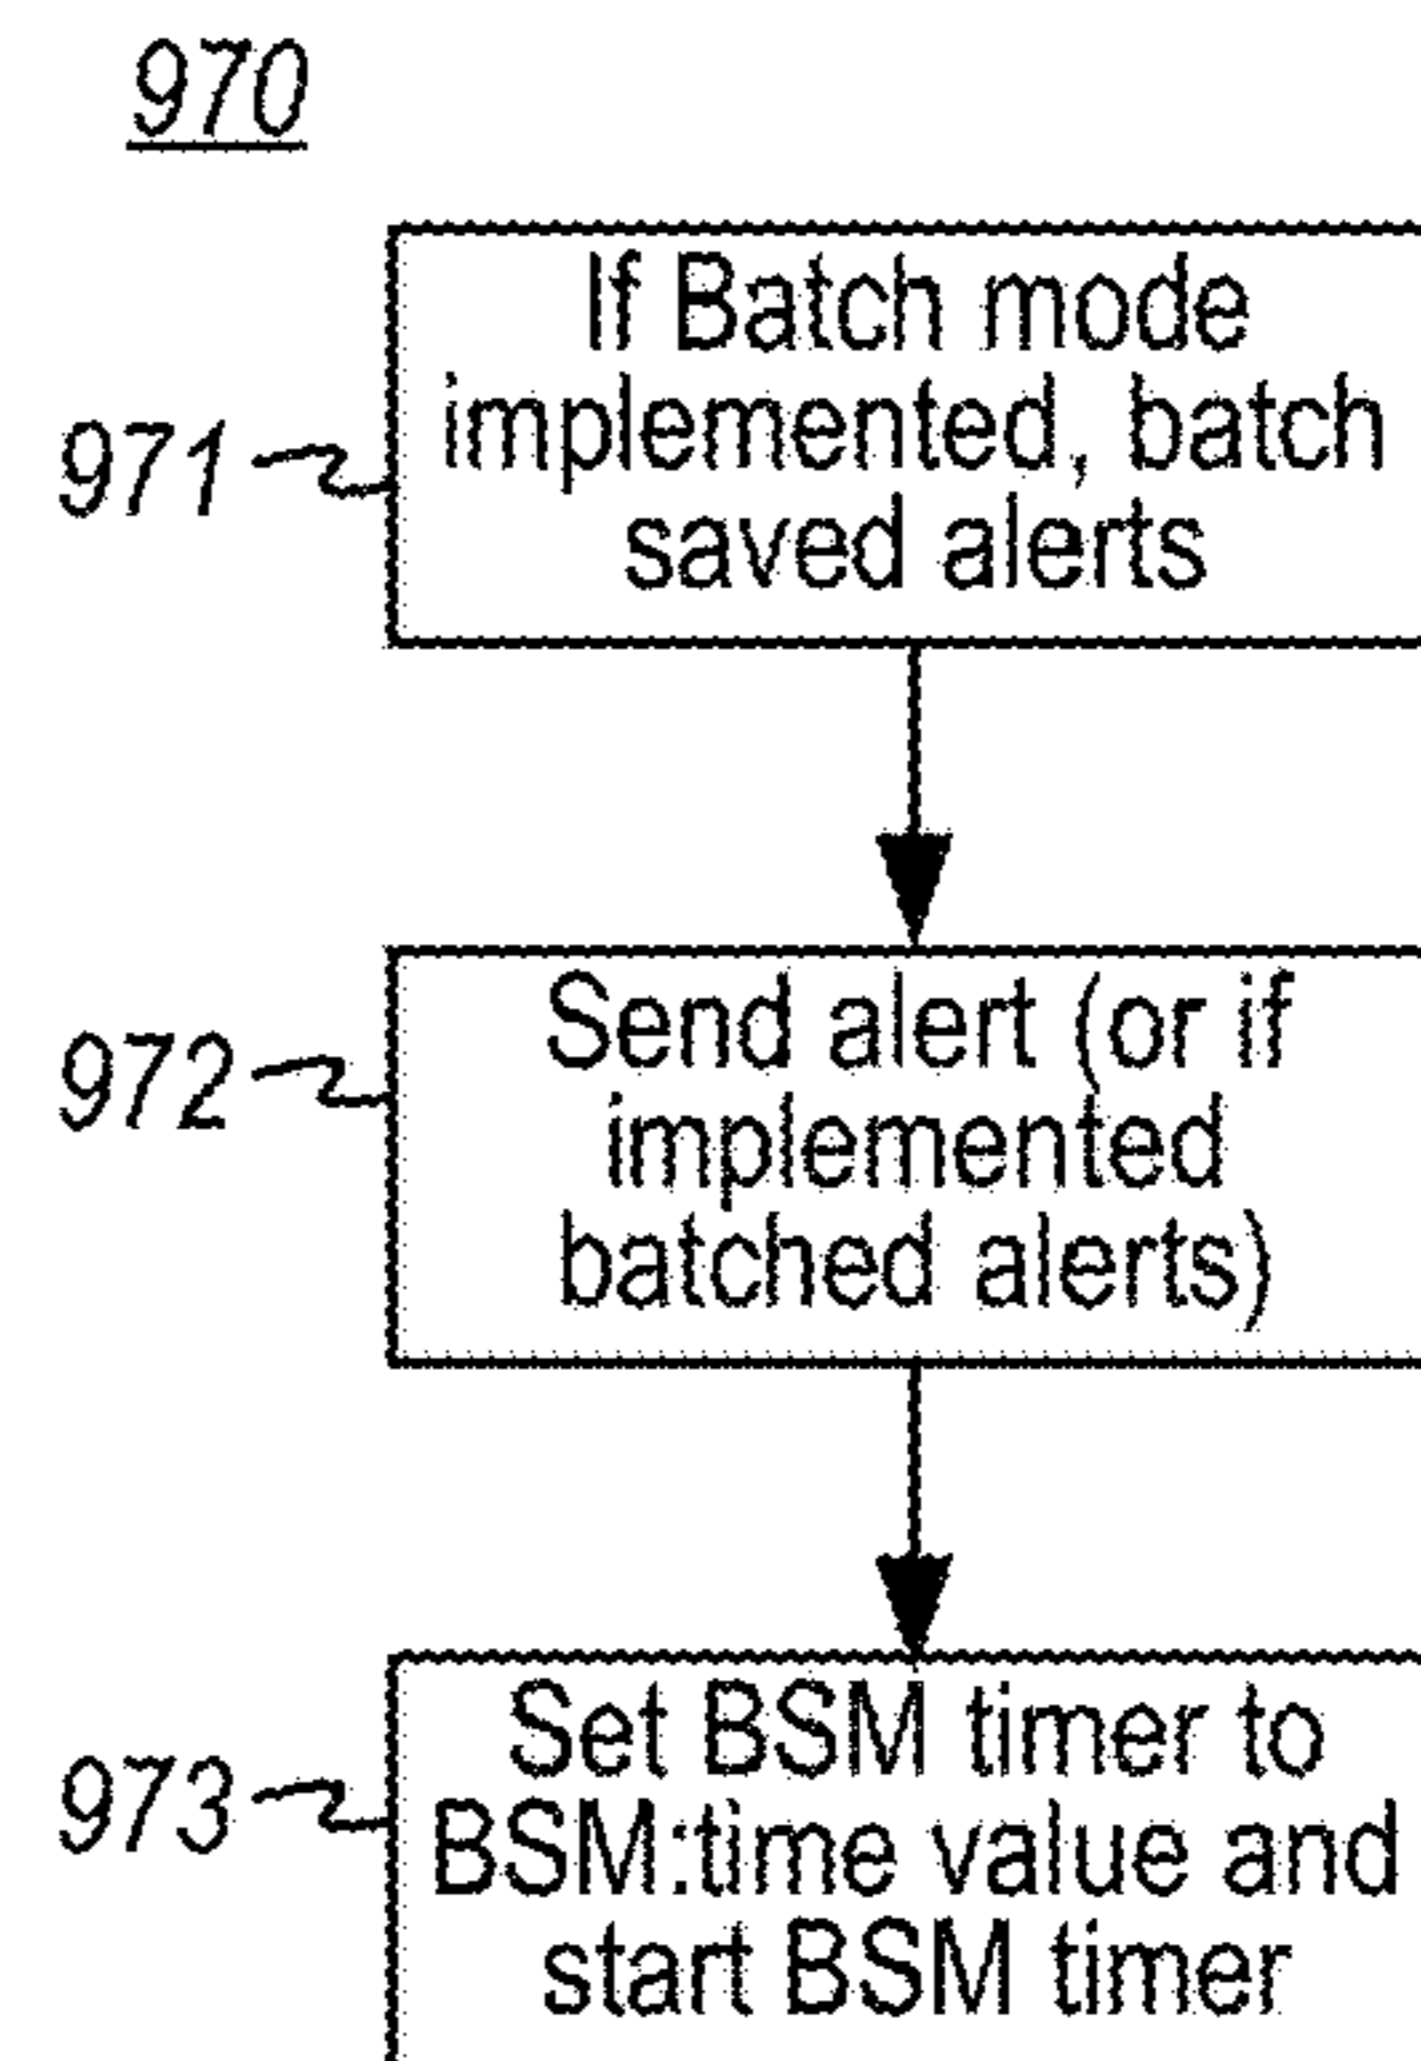 970
If Batch mode
971
implemented, batch
saved alerts
Send alert (or if
972
implemented
batched alerts)
Set BSM timer to
973
BSM:time value and
start BSM timer